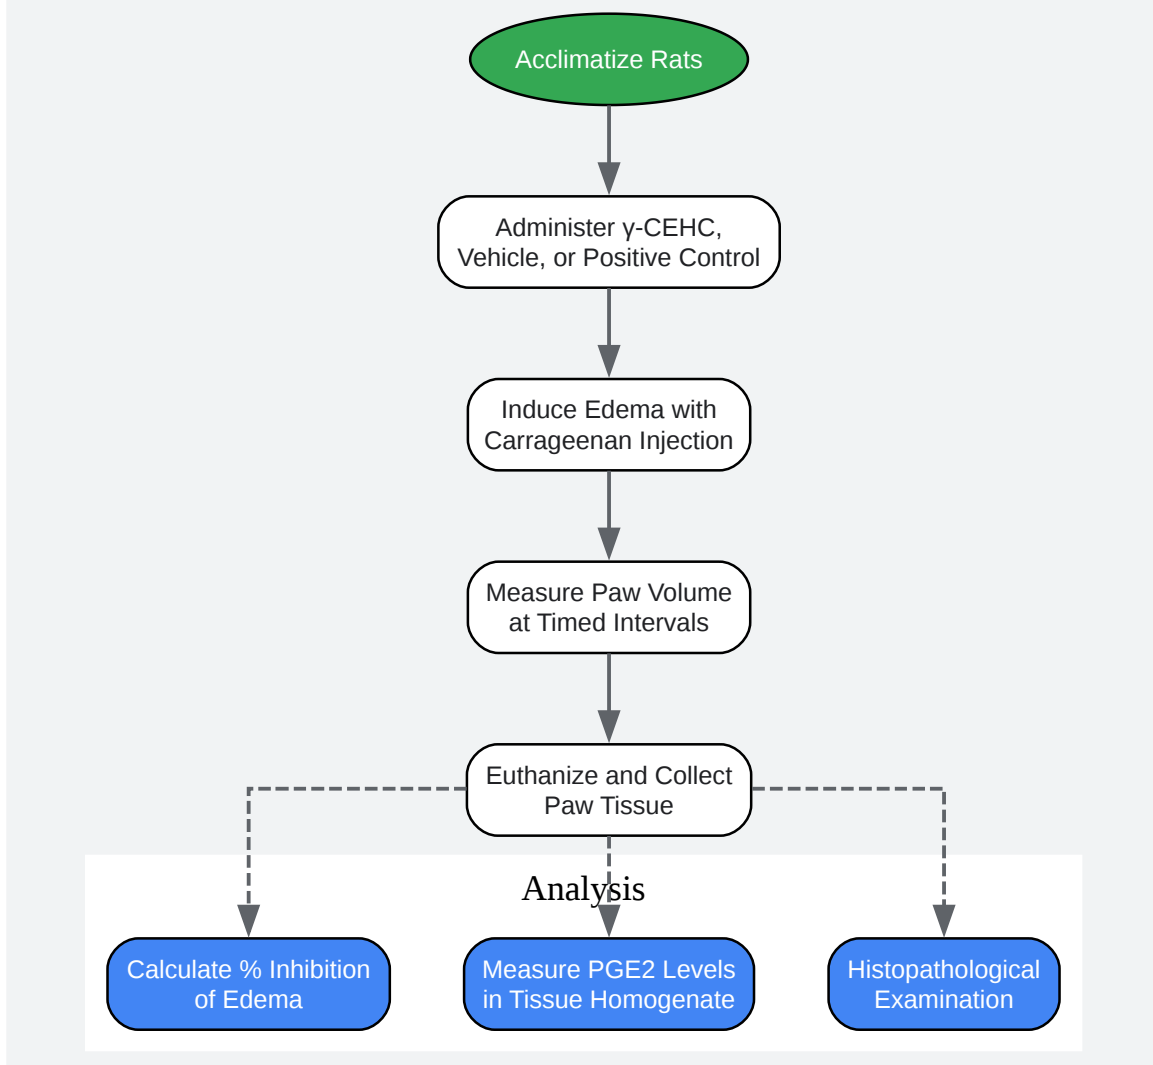 Acclimatize Rats
Administer γ-CEHC,
Vehicle, or Positive Control
Induce Edema with
Carrageenan Injection
Measure Paw Volume
at Timed Intervals
Euthanize and Collect
Paw Tissue
Analysis
Calculate % Inhibition
of Edema
Measure PGE2 Levels
in Tissue Homogenate
Histopathological
Examination